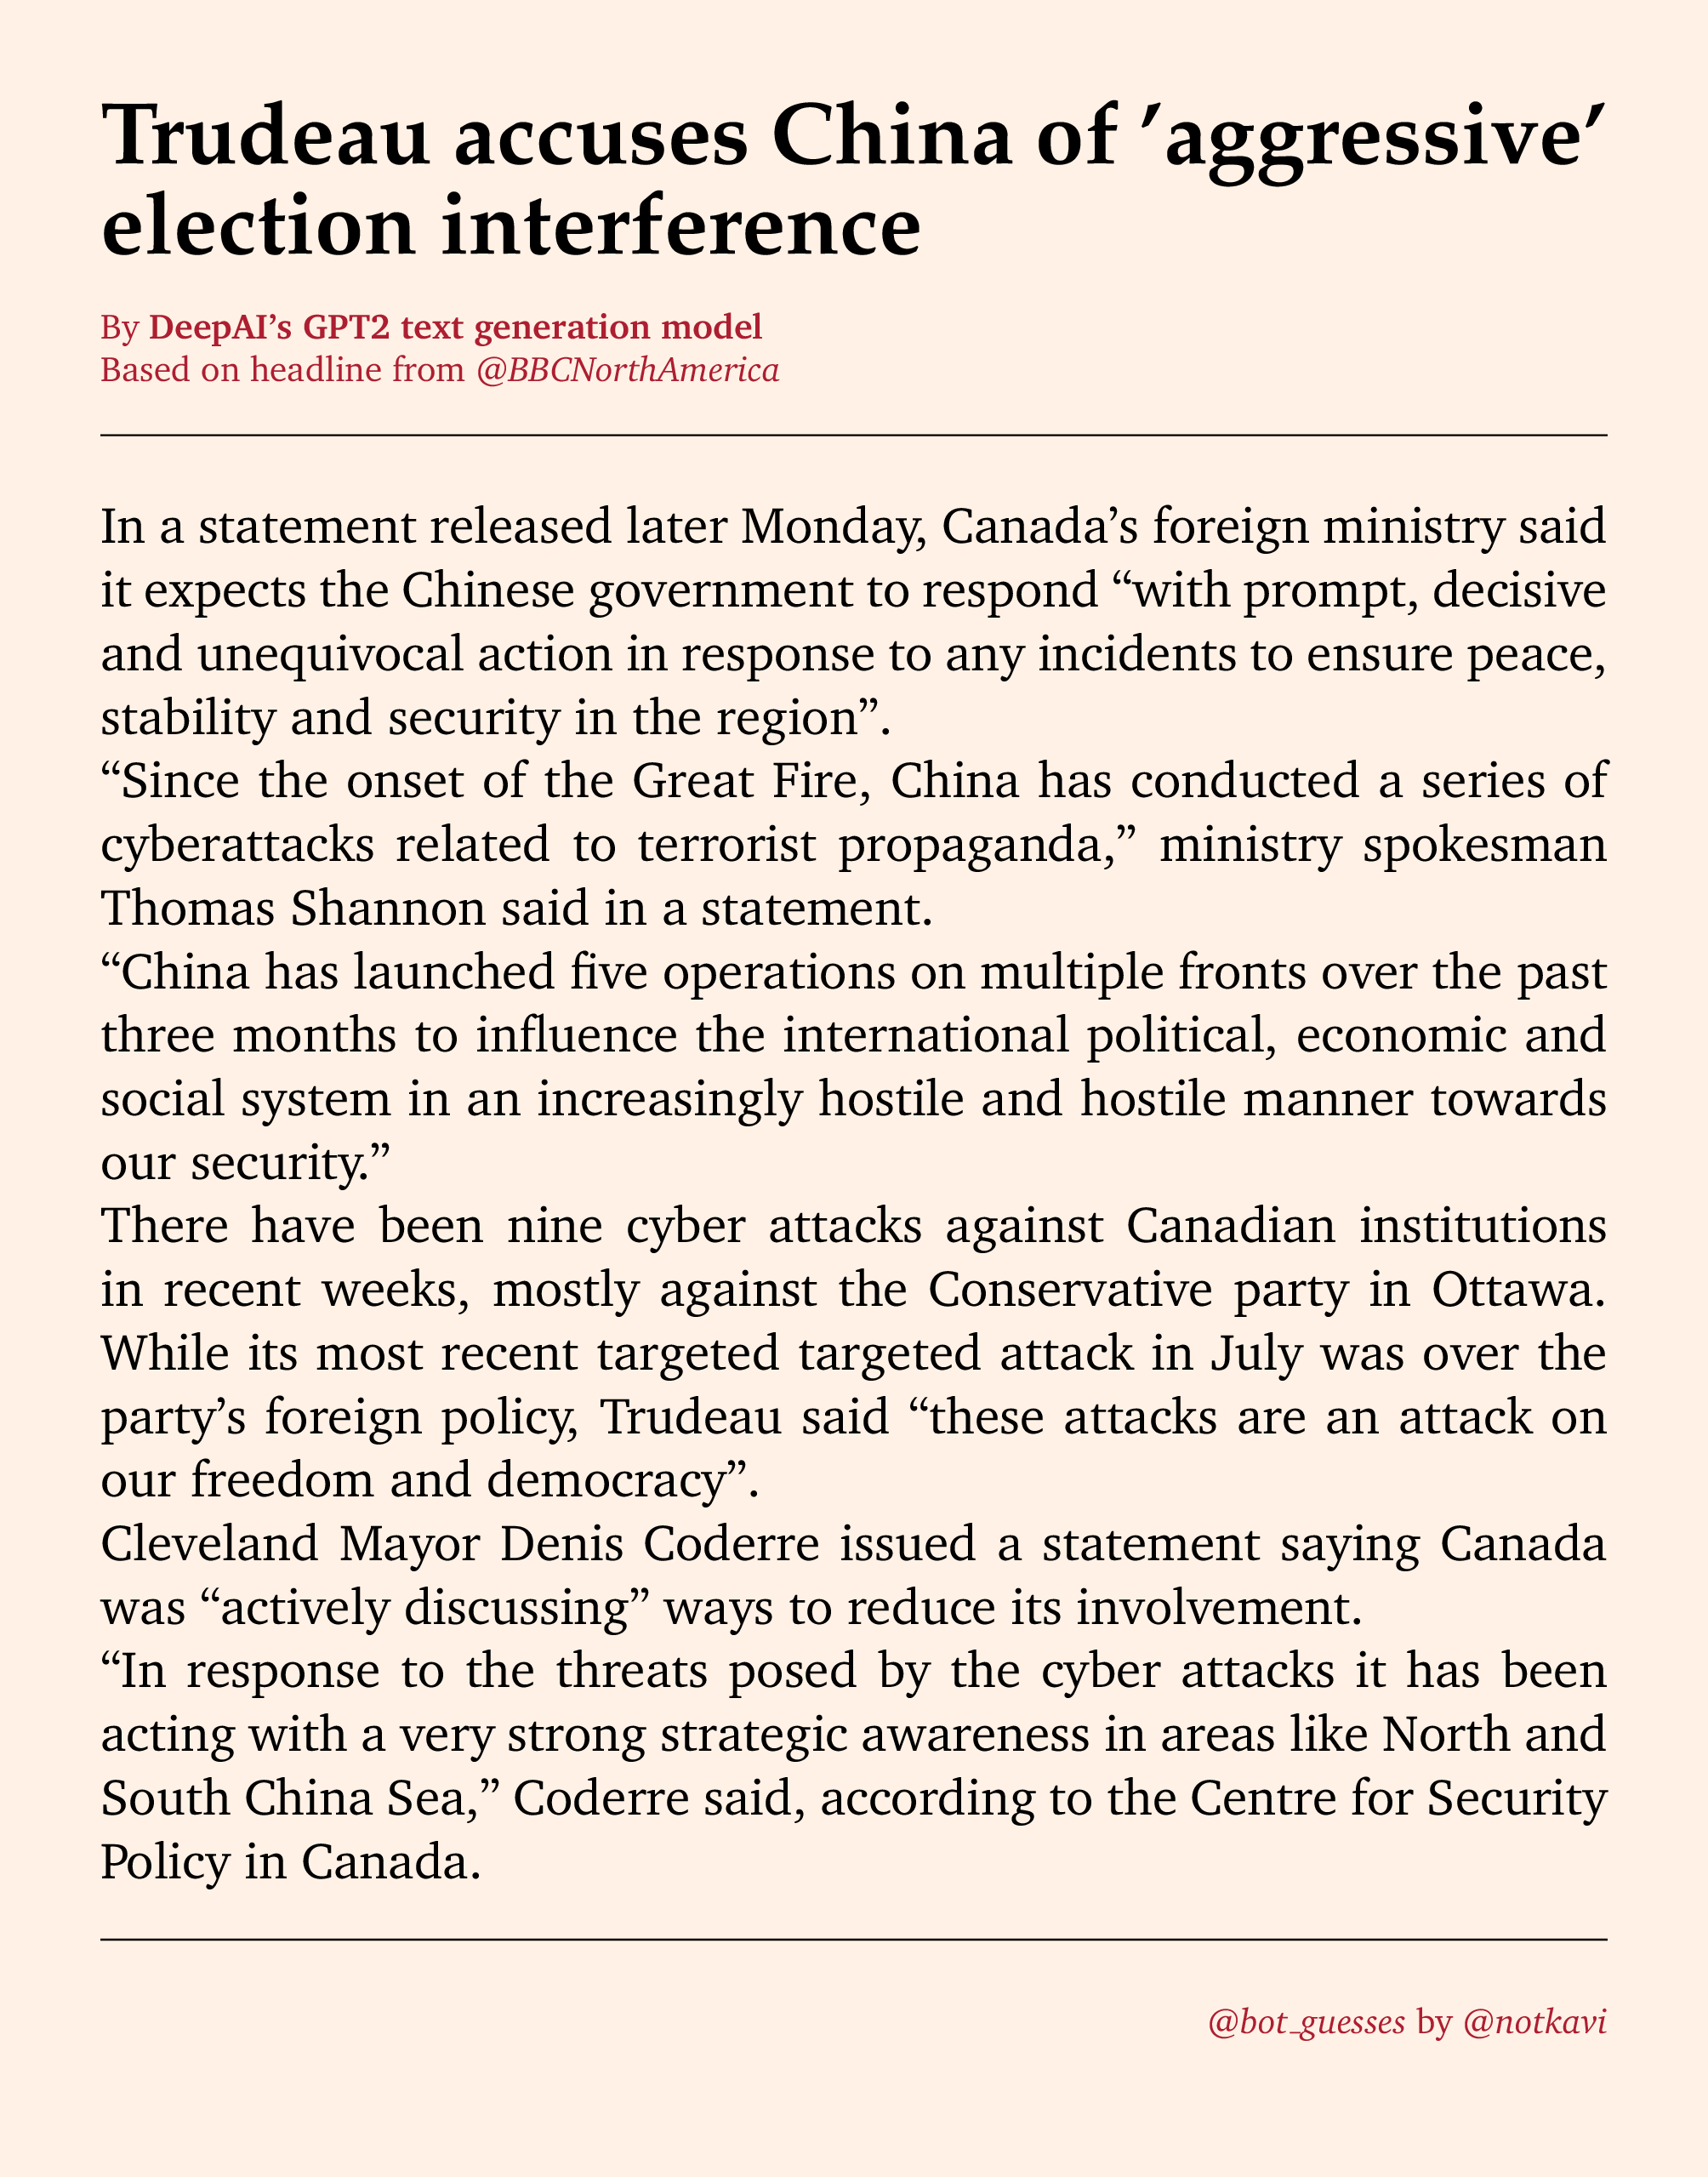 Trudeau accuses China of ’aggressive’
election interference
By DeepAI’s GPT2 text generation model
Based on headline from @BBCNorthAmerica
In a statement released later Monday, Canada’s foreign ministry said
it expects the Chinese government to respond “with prompt, decisive
and unequivocal action in response to any incidents to ensure peace,
stability and security in the region”.
“Since the onset of the Great Fire, China has conducted a series of
cyberattacks related to terrorist propaganda,” ministry spokesman
Thomas Shannon said in a statement.
“China has launched five operations on multiple fronts over the past
three months to influence the international political, economic and
social system in an increasingly hostile and hostile manner towards
our security.”
There have been nine cyber attacks against Canadian institutions
in recent weeks, mostly against the Conservative party in Ottawa.
While its most recent targeted targeted attack in July was over the
party’s foreign policy, Trudeau said “these attacks are an attack on
our freedom and democracy”.
Cleveland Mayor Denis Coderre issued a statement saying Canada
was “actively discussing” ways to reduce its involvement.
“In response to the threats posed by the cyber attacks it has been
acting with a very strong strategic awareness in areas like North and
South China Sea,” Coderre said, according to the Centre for Security
Policy in Canada.
@bot_guesses by @notkavi